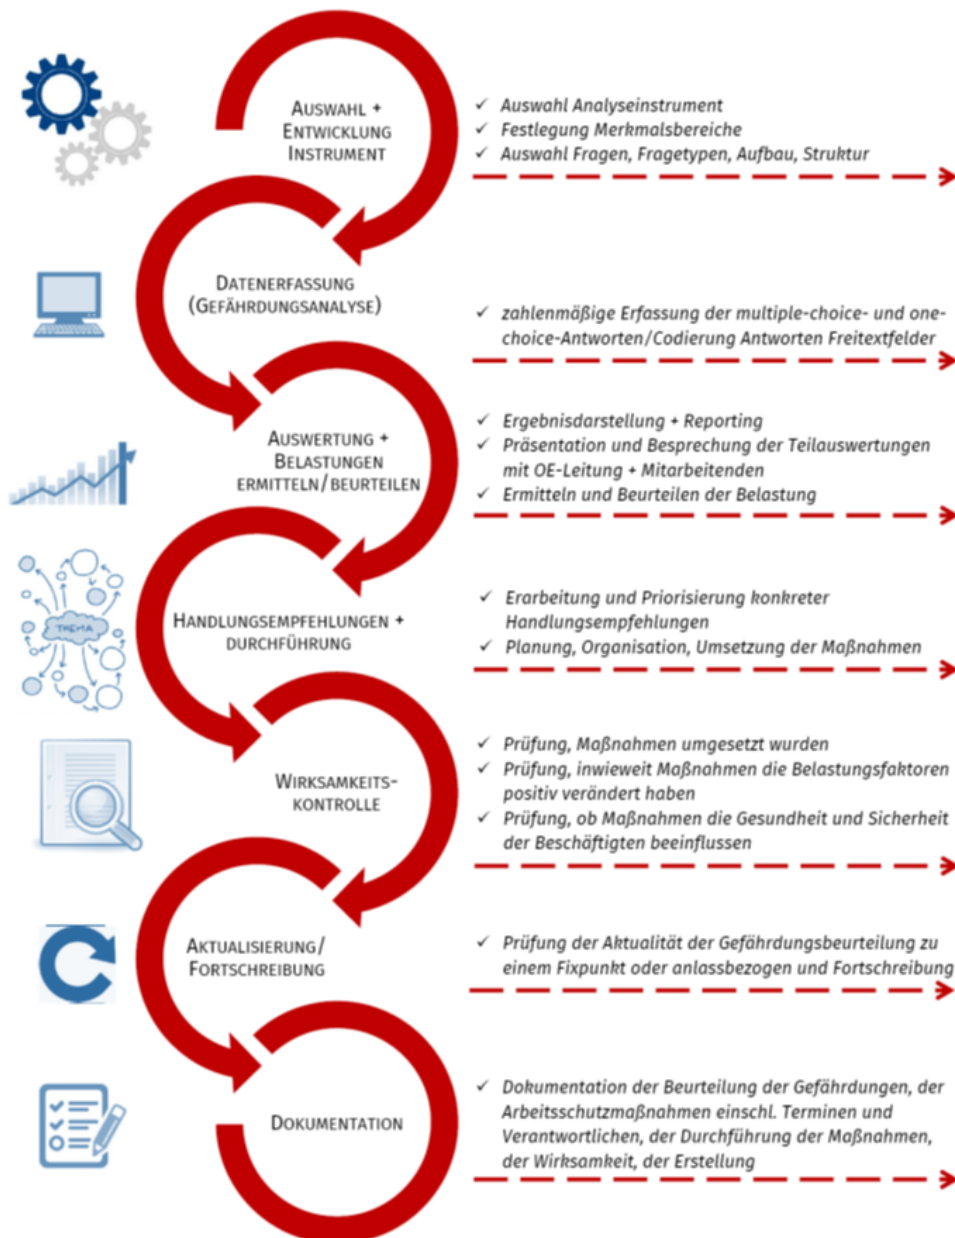 AUSWAHL +
ENTWICKLUNG
INSTRUMENT
✓ Auswahl Analyseinstrument
✓ Festlegung Merkmalsbereiche
✓ Auswahl Fragen, Fragetypen, Aufbau, Struktur
DATENERFASSUNG
(GEFÄHRDUNGSANALYSE)
✓ zahlenmäßige Erfassung der multiple-choice- und one-
choice-Antworten/Codierung Antworten Freitextfelder
AUSWERTUNG +
BELASTUNGEN
ERMITTELN/BEURTEILEN
✓ Ergebnisdarstellung + Reporting
✓ Präsentation und Besprechung der Teilauswertungen
mit OE-Leitung + Mitarbeitenden
✓ Ermitteln und Beurteilen der Belastung
THEMA
HANDLUNGSEMPFEHLUNGEN +
DURCHFÜHRUNG
✓ Erarbeitung und Priorisierung konkreter
Handlungsempfehlungen
✓ Planung, Organisation, Umsetzung der Maßnahmen
WIRKSAMKEITS-
KONTROLLE
✓ Prüfung, Maßnahmen umgesetzt wurden
✓ Prüfung, inwieweit Maßnahmen die Belastungsfaktoren
positiv verändert haben
✓ Prüfung, ob Maßnahmen die Gesundheit und Sicherheit
der Beschäftigten beeinflussen
AKTUALISIERUNG/
FORTSCHREIBUNG
✓ Prüfung der Aktualität der Gefährdungsbeurteilung zu
einem Fixpunkt oder anlassbezogen und Fortschreibung
DOKUMENTATION
✓ Dokumentation der Beurteilung der Gefährdungen, der
Arbeitsschutzmaßnahmen einschl. Terminen und
Verantwortlichen, der Durchführung der Maßnahmen,
der Wirksamkeit, der Erstellung